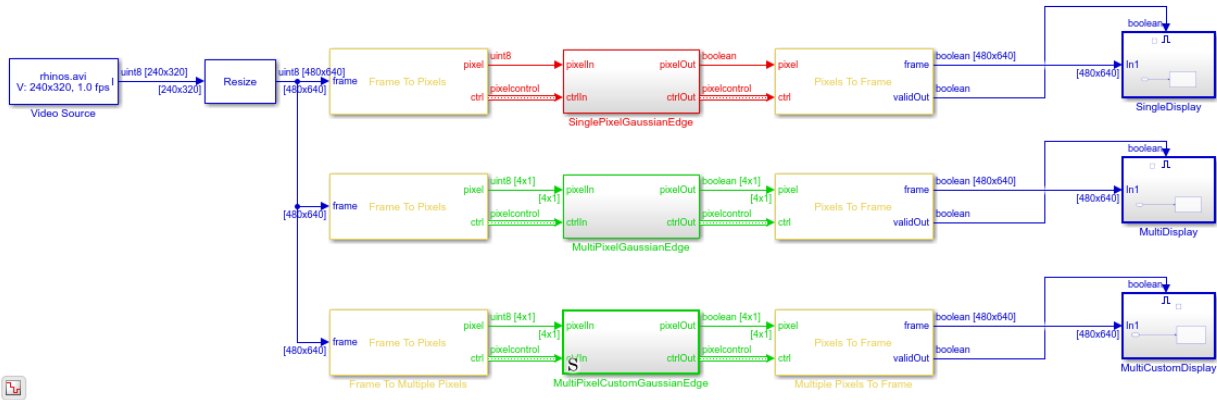 boolean
pixel
uint8
pixelIn
pixelOut
boolean
pixel
frame
boolean [480x640]
In1
[480x640]
rhinos.avi
V: 240x320, 1.0 fps
I
uint8 [240x320]
[240x320]
Resize
uint8 [480x640]
[480x640]
frame
Frame To Pixels
Pixels To Frame
ctrl
pixelcontrol
ctrlIn
ctrlOut
pixelcontrol
ctrl
validOut
boolean
Video Source
SinglePixelGaussianEdge
SingleDisplay
boolean
pixel
uint8 [4x1]
[4x1]
pixelIn
pixelOut
boolean [4x1]
[4x1]
pixel
frame
boolean [480x640]
[480x640]
In1
[480x640]
frame
Frame To Pixels
Pixels To Frame
ctrl
pixelcontrol
ctrlIn
ctrlOut
pixelcontrol
ctrl
validOut
boolean
MultiPixelGaussianEdge
MultiDisplay
boolean
pixel
uint8 [4x1]
[4x1]
pixelIn
pixelOut
boolean [4x1]
[4x1]
pixel
frame
boolean [480x640]
[480x640]
In1
[480x640]
frame
Frame To Pixels
Pixels To Frame
ctrl
pixelcontrol
ctrlIn
S
ctrlOut
pixelcontrol
ctrl
validOut
boolean
Frame To Multiple Pixels
MultiPixelCustomGaussianEdge
Multiple Pixels To Frame
MultiCustomDisplay